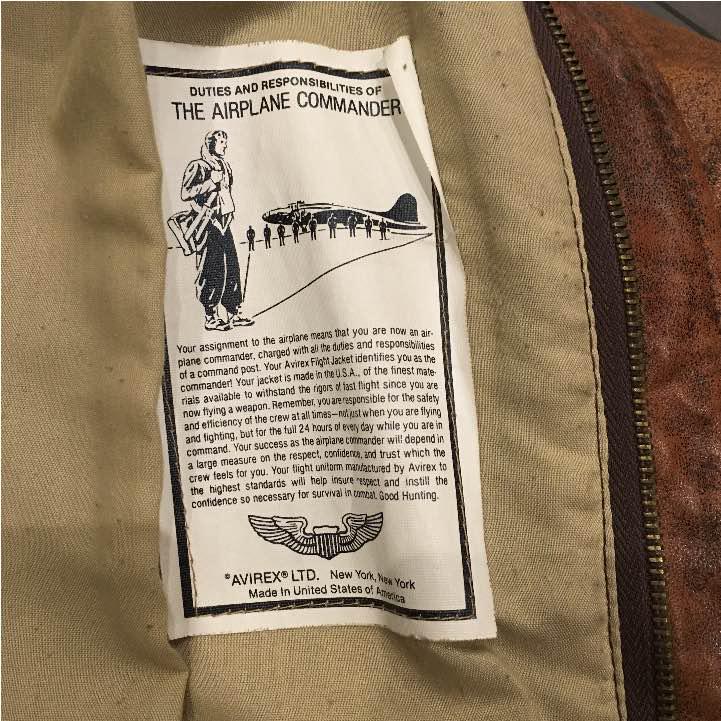 DUTIES AND RESPONSIBILITIES OF
THE AIRPLANE COMMANDER
Your assignment to the airplane means that you are now an air-
plane commander, charged with all the duties and responsibilities
of a command post. Your Avirex Flight Jacket identifies you as the
commander! Your jacket is made in the U.S.A., of the finest mate-
rials available to withstand the rigors of fast flight since you are
now flying a weapon. Remember, you are responsible for the safety
and efficiency of the crew at all times—not just when you are flying
and fighting, but for the full 24 hours of every day while you are in
command. Your success as the airplane commander will depend in
a large measure on the respect, confidence, and trust which the
crew feels for you. Your flight uniform manufactured by Avirex to
the highest standards will help insure respect and instill the
confidence so necessary for survival in combat. Good Hunting.
®AVIREX® LTD. New York, New York
Made In United States of America